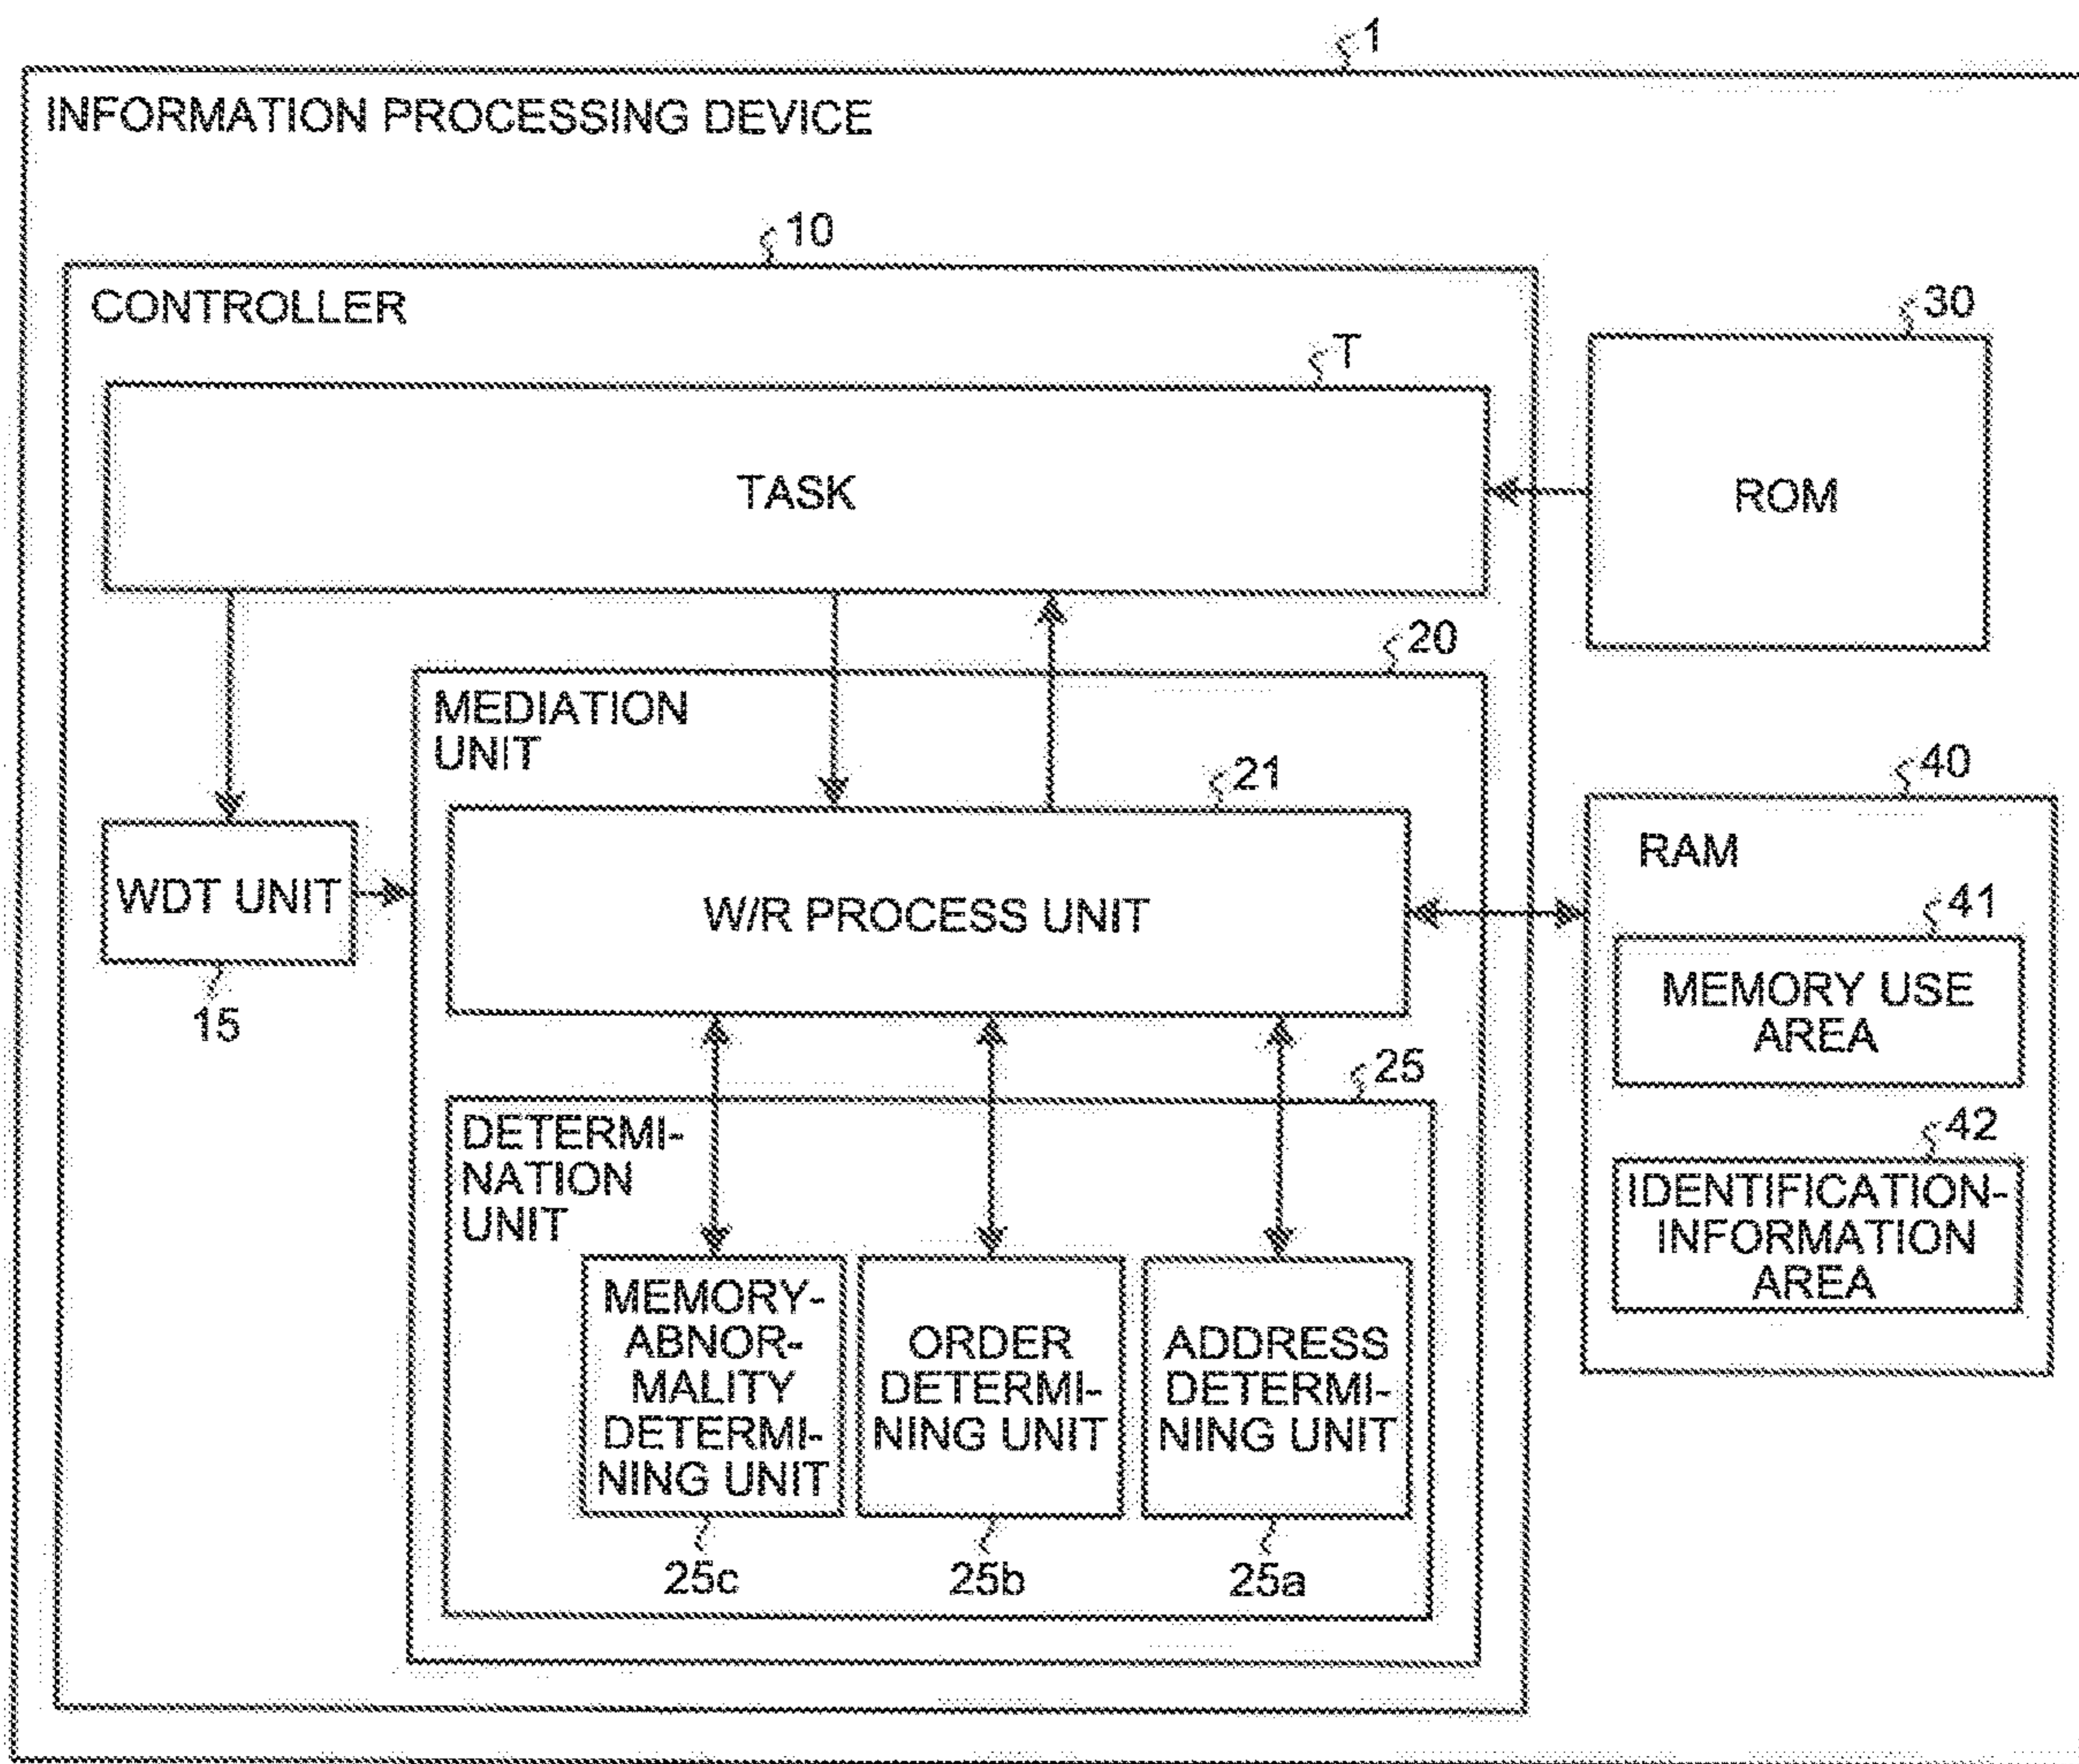 1
INFORMATION PROCESSING DEVICE
10
CONTROLLER
30
T
TASK
ROM
20
MEDIATION
UNIT
21
40
WDT UNIT
W/R PROCESS UNIT
RAM
41
MEMORY USE
AREA
15
25
DETERMI-
NATION
UNIT
42
IDENTIFICATION-
INFORMATION
AREA
MEMORY-
ABNOR-
MALITY
DETERMI-
NING UNIT
ORDER
DETERMI-
NING UNIT
ADDRESS
DETERMI-
NING UNIT
25c
25b
25a